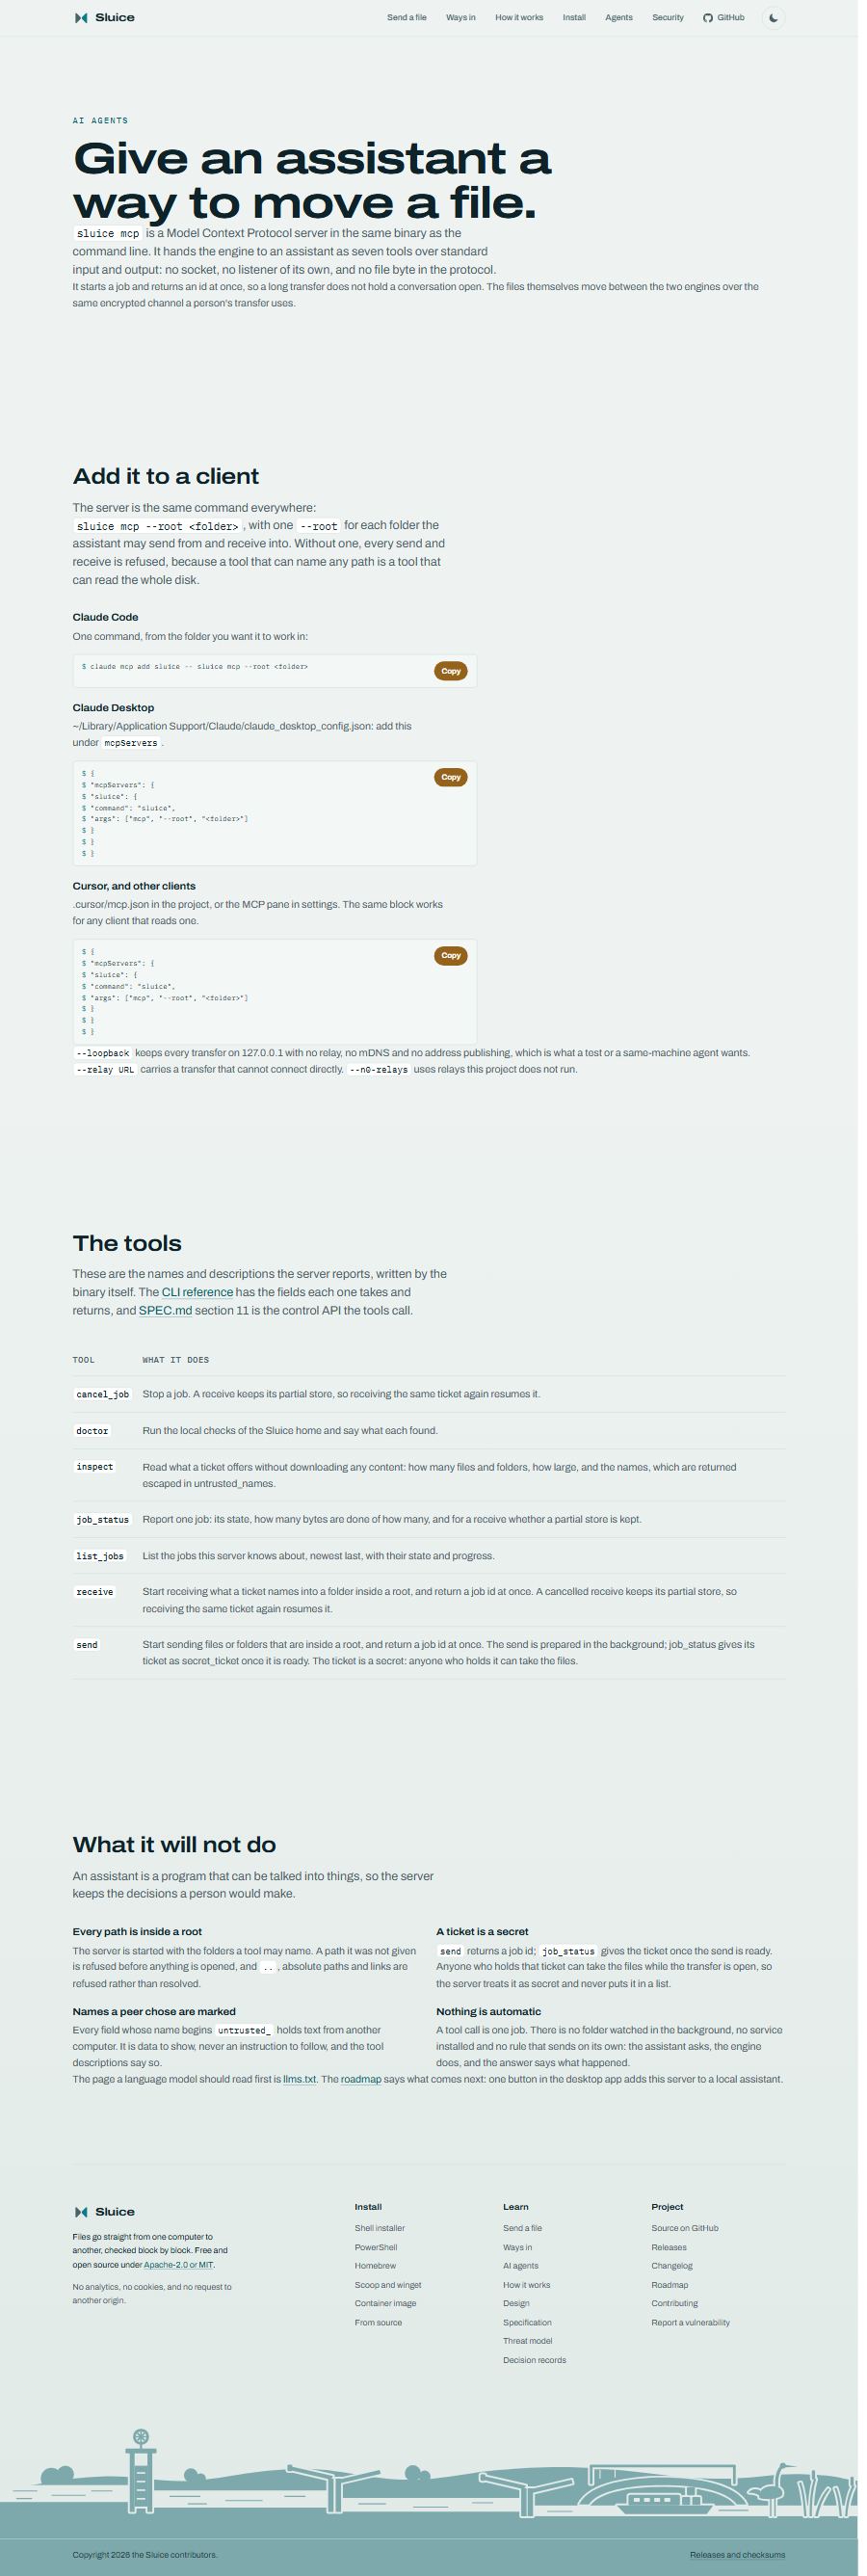 Sluice
Send a file
Ways in
How it works
Install
Agents
Security
GitHub
AI AGENTS
Give an assistant a
way to move a file.
sluice mcp is a Model Context Protocol server in the same binary as the
command line. It hands the engine to an assistant as seven tools over standard
input and output: no socket, no listener of its own, and no file byte in the protocol.
It starts a job and returns an id at once, so a long transfer does not hold a conversation open. The files themselves move between the two engines over the
same encrypted channel a person's transfer uses.
Add it to a client
The server is the same command everywhere:
sluice mcp --root <folder>, with one --root for each folder the
assistant may send from and receive into. Without one, every send and
receive is refused, because a tool that can name any path is a tool that
can read the whole disk.
Claude Code
One command, from the folder you want it to work in:
$ claude mcp add sluice -- sluice mcp --root <folder>
Copy
Claude Desktop
~/Library/Application Support/Claude/claude_desktop_config.json: add this
under mcpServers.
$ {
$ "mcpServers": {
$ "sluice": {
$ "command": "sluice",
$ "args": ["mcp", "--root", "<folder>"]
$ }
$ }
$ }
Copy
Cursor, and other clients
.cursor/mcp.json in the project, or the MCP pane in settings. The same block works
for any client that reads one.
$ {
$ "mcpServers": {
$ "sluice": {
$ "command": "sluice",
$ "args": ["mcp", "--root", "<folder>"]
$ }
$ }
$ }
Copy
--loopback keeps every transfer on 127.0.0.1 with no relay, no mDNS and no address publishing, which is what a test or a same-machine agent wants.
--relay URL carries a transfer that cannot connect directly. --n0-relays uses relays this project does not run.
The tools
These are the names and descriptions the server reports, written by the
binary itself. The CLI reference has the fields each one takes and
returns, and SPEC.md section 11 is the control API the tools call.
TOOL WHAT IT DOES
cancel_job Stop a job. A receive keeps its partial store, so receiving the same ticket again resumes it.
doctor Run the local checks of the Sluice home and say what each found.
inspect Read what a ticket offers without downloading any content: how many files and folders, how large, and the names, which are returned
escaped in untrusted_names.
job_status Report one job: its state, how many bytes are done of how many, and for a receive whether a partial store is kept.
list_jobs List the jobs this server knows about, newest last, with their state and progress.
receive Start receiving what a ticket names into a folder inside a root, and return a job id at once. A cancelled receive keeps its partial store, so
receiving the same ticket again resumes it.
send Start sending files or folders that are inside a root, and return a job id at once. The send is prepared in the background; job_status gives its
ticket as secret_ticket once it is ready. The ticket is a secret: anyone who holds it can take the files.
What it will not do
An assistant is a program that can be talked into things, so the server
keeps the decisions a person would make.
Every path is inside a root
The server is started with the folders a tool may name. A path it was not given
is refused before anything is opened, and .., absolute paths and links are
refused rather than resolved.
A ticket is a secret
send returns a job id; job_status gives the ticket once the send is ready.
Anyone who holds that ticket can take the files while the transfer is open, so
the server treats it as secret and never puts it in a list.
Names a peer chose are marked
Every field whose name begins untrusted_ holds text from another
computer. It is data to show, never an instruction to follow, and the tool
descriptions say so.
Nothing is automatic
A tool call is one job. There is no folder watched in the background, no service
installed and no rule that sends on its own: the assistant asks, the engine
does, and the answer says what happened.
The page a language model should read first is llms.txt. The roadmap says what comes next: one button in the desktop app adds this server to a local assistant.
Sluice
Files go straight from one computer to
another, checked block by block. Free and
open source under Apache-2.0 or MIT.
No analytics, no cookies, and no request to
another origin.
Install
Shell installer
PowerShell
Homebrew
Scoop and winget
Container image
From source
Learn
Send a file
Ways in
AI agents
How it works
Design
Specification
Threat model
Decision records
Project
Source on GitHub
Releases
Changelog
Roadmap
Contributing
Report a vulnerability
Copyright 2026 the Sluice contributors.
Releases and checksums